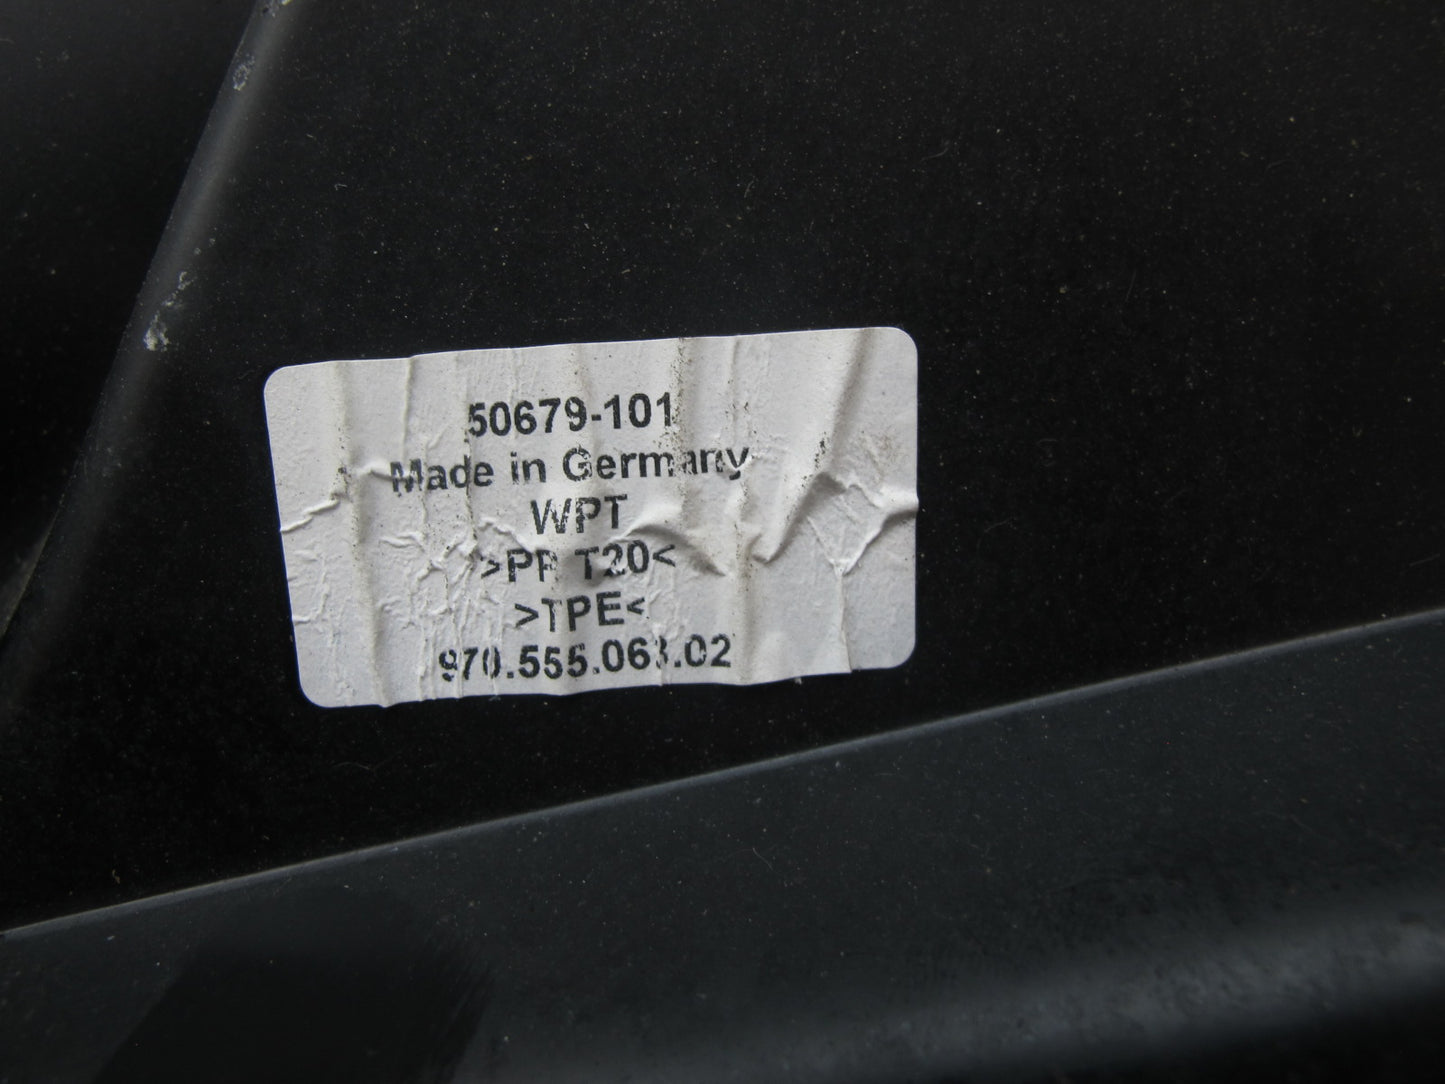 50679-101
Made in Germany
WPT
>PP T20<
>TPE<
970.555.063.02